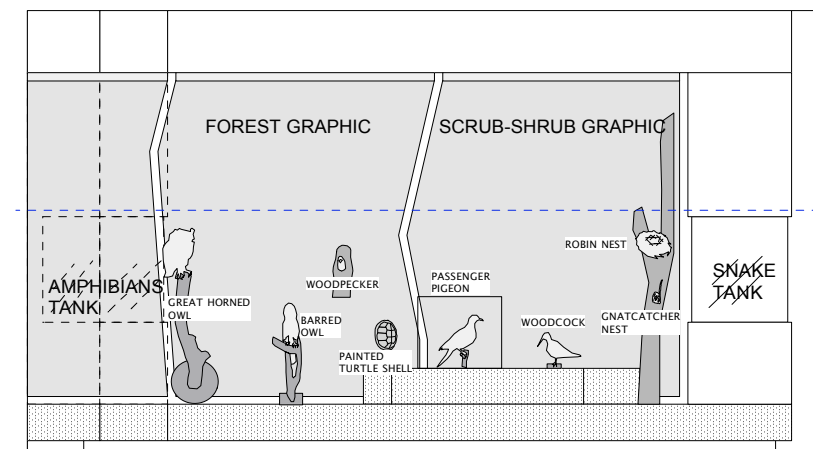 FOREST GRAPHIC
SCRUB-SHRUB GRAPHIC
ROBIN NEST
AMPHIBIANS
TANK
WOODPECKER
PASSENGER
PIGEON
SNAKE
TANK
GREAT HORNED
OWL
BARRED
OWL
WOODCOCK
GNATCATCHER
NEST
PAINTED
TURTLE SHELL